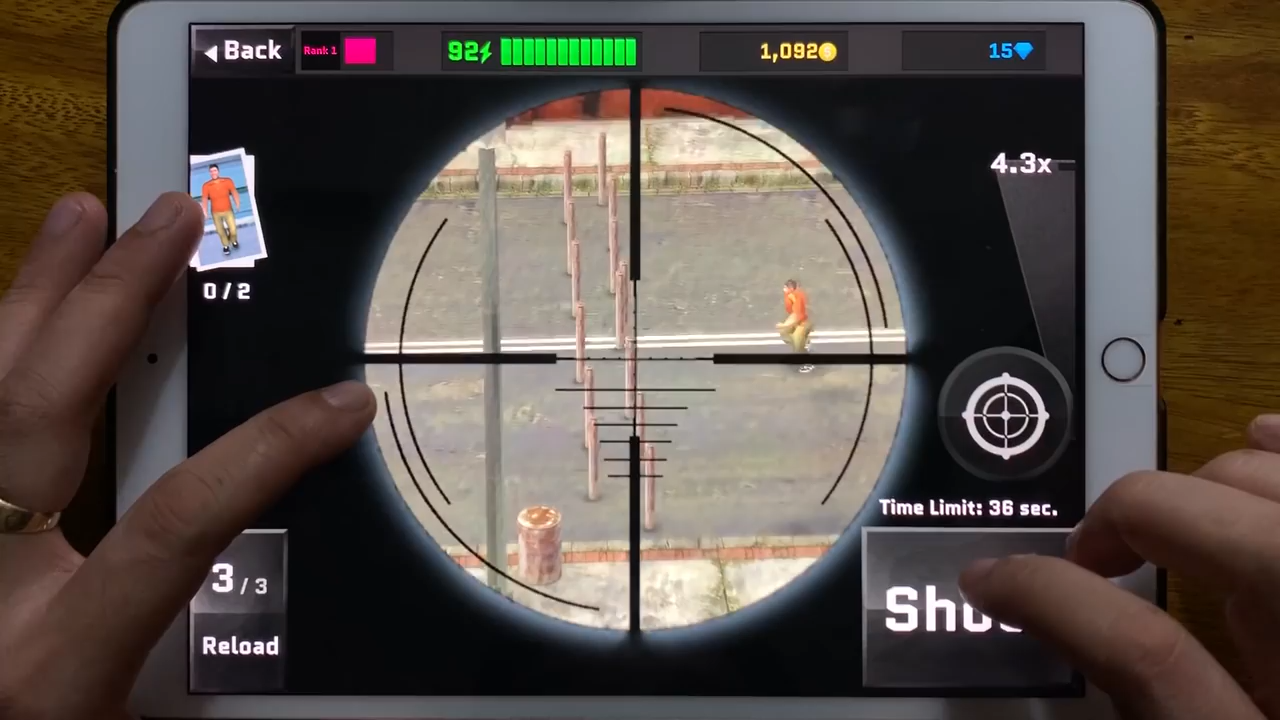 Back
Rank 1
92
1,092
15
4.3x
0 / 2
Time Limit: 36 sec.
3 / 3
Reload